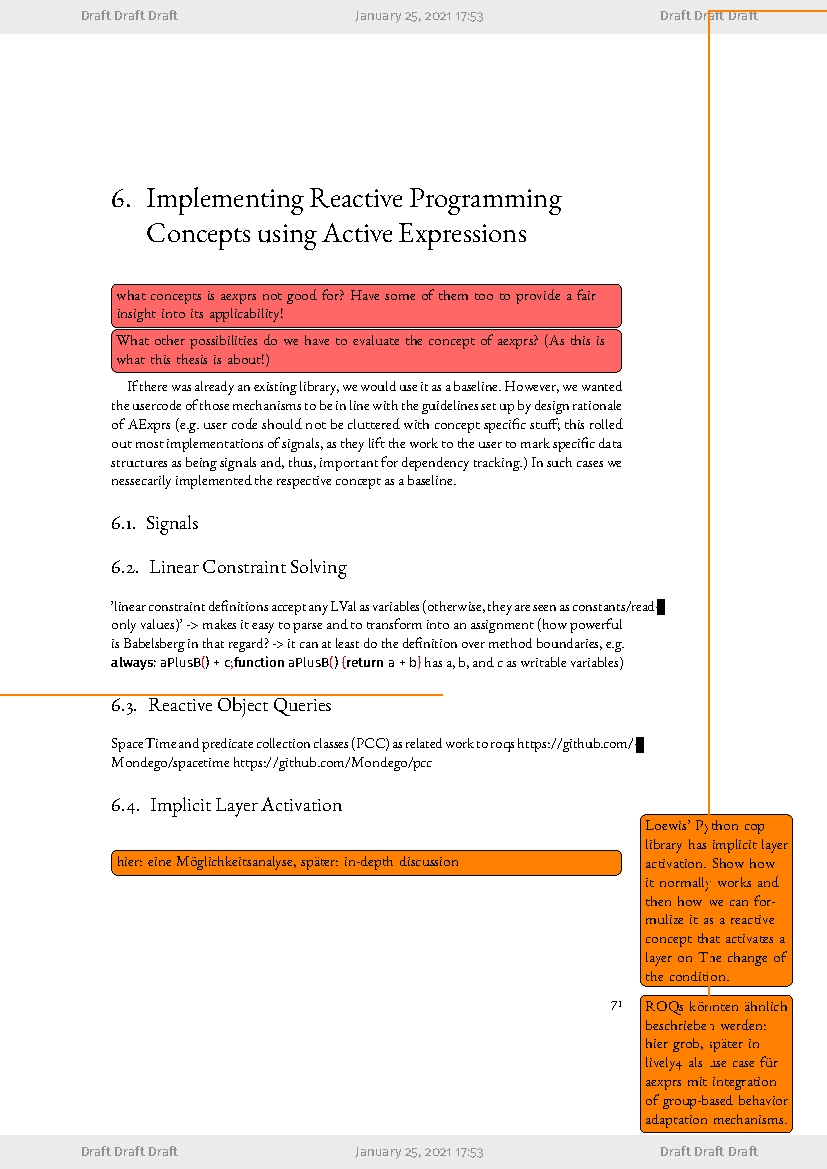 Draft Draft Draft January 25, 2021 17:53 Draft Draft Draft
6. Implementing Reactive Programming
Concepts using Active Expressions
what concepts is aexprs not good for? Have some of them too to provide a fair
insight into its applicability!
What other possibilities do we have to evaluate the concept of aexprs? (As this is
what this thesis is about!)
If there was already an existing library, we would use it as a baseline. However, we wanted
the usercode of those mechanisms to be in line with the guidelines set up by design rationale
of AExprs (e.g. user code should not be cluttered with concept specific stuff; this rolled
out most implementations of signals, as they lift the work to the user to mark specific data
structures as being signals and, thus, important for dependency tracking.) In such cases we
nessecarily implemented the respective concept as a baseline.
6.1. Signals
6.2. Linear Constraint Solving
'linear constraint definitions accept any LVal as variables (otherwise, they are seen as constants/read-
only values)' -> makes it easy to parse and to transform into an assignment (how powerful
is Babelsberg in that regard? -> it can at least do the definition over method boundaries, e.g.
always: aPlusB() + c;function aPlusB() {return a + b} has a, b, and c as writable variables)
6.3. Reactive Object Queries
SpaceTime and predicate collection classes (PCC) as related work to roqs https://github.com/
Mondego/spacetime https://github.com/Mondego/pcc
6.4. Implicit Layer Activation
hier: eine Möglichkeitsanalyse, später: in-depth discussion
Loewis' Python cop
library has implicit layer
activation. Show how
it normally works and
then how we can for-
mulize it as a reactive
concept that activates a
layer on The change of
the condition.
ROQs könnten ähnlich
beschrieben werden:
hier grob, später in
lively4 als use case für
aexprs mit integration
of group-based behavior
adaptation mechanisms.
71
Draft Draft Draft January 25, 2021 17:53 Draft Draft Draft